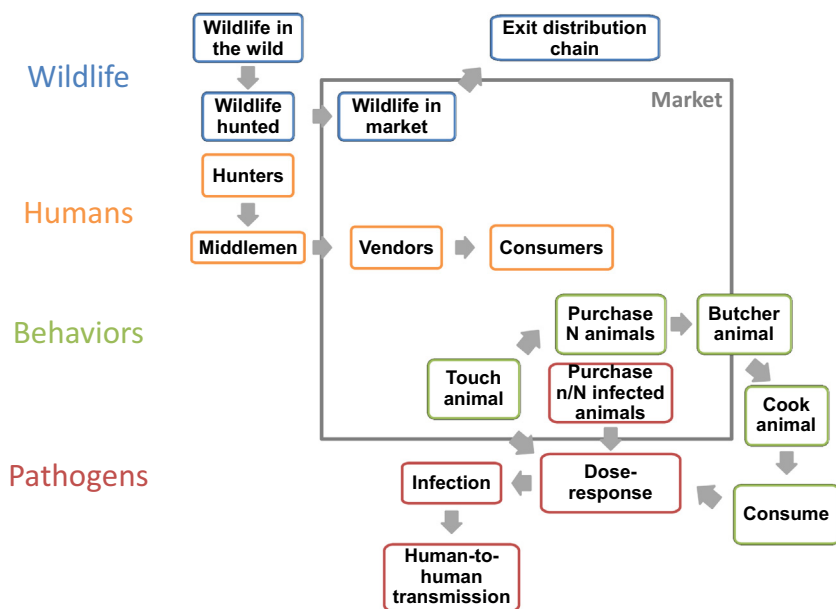 Wildlife in
the wild
Exit distribution
chain
Wildlife
Market
Wildlife
hunted
Wildlife in
market
Hunters
Humans
Middlemen
Vendors
Consumers
Behaviors
Purchase
N animals
Butcher
animal
Touch
animal
Purchase
n/N infected
animals
Cook
animal
Pathogens
Infection
Dose-
response
Consume
Human-to-
human
transmission